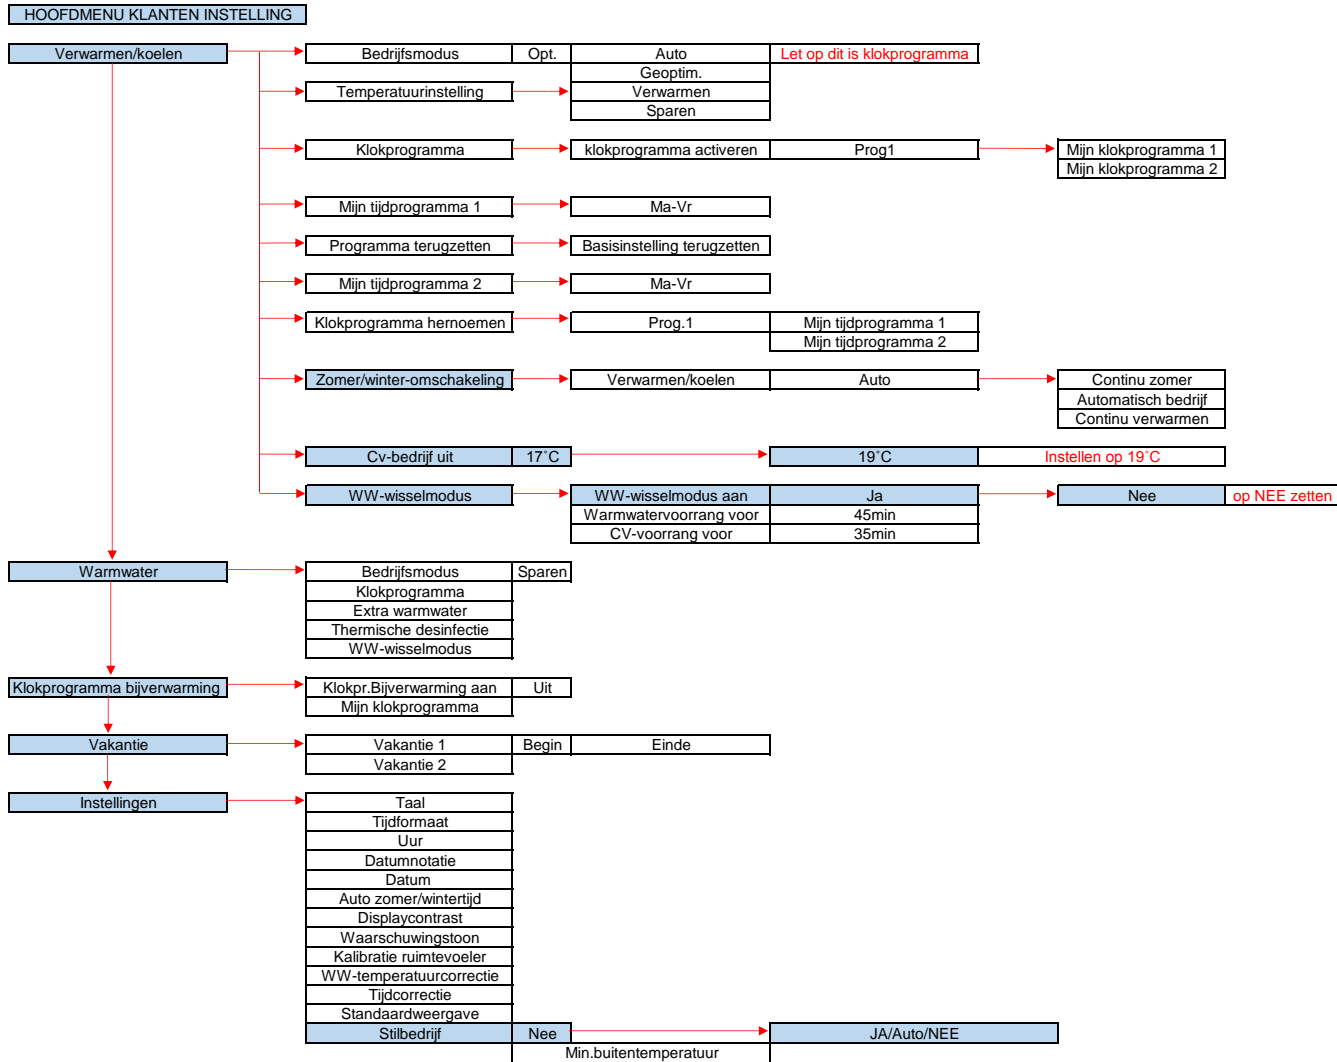 HOOFDMENU KLANTEN INSTELLING
Verwarmen/koelen Bedrijfsmodus Opt. Auto Let op dit is klokprogramma
Geoptim.
Temperatuurinstelling Verwarmen
Sparen
Klokprogramma klokprogramma activeren Prog1 Mijn klokprogramma 1
Mijn klokprogramma 2
Mijn tijdprogramma 1 Ma-Vr
Programma terugzetten Basisinstelling terugzetten
Mijn tijdprogramma 2 Ma-Vr
Klokprogramma hernoemen Prog.1 Mijn tijdprogramma 1
Mijn tijdprogramma 2
Zomer/winter-omschakeling Verwarmen/koelen Auto Continu zomer
Automatisch bedrijf
Continu verwarmen
Cv-bedrijf uit 17˚C 19˚C Instellen op 19˚C
WW-wisselmodus WW-wisselmodus aan Ja Nee op NEE zetten
Warmwatervoorrang voor 45min
CV-voorrang voor 35min
Warmwater Bedrijfsmodus Sparen
Klokprogramma
Extra warmwater
Thermische desinfectie
WW-wisselmodus
Klokprogramma bijverwarming Klokpr.Bijverwarming aan Uit
Mijn klokprogramma
Vakantie Vakantie 1 Begin Einde
Vakantie 2
Instellingen Taal
Tijdformaat
Uur
Datumnotatie
Datum
Auto zomer/wintertijd
Displaycontrast
Waarschuwingstoon
Kalibratie ruimtevoeler
WW-temperatuurcorrectie
Tijdcorrectie
Standaardweergave
Stilbedrijf Nee JA/Auto/NEE
Min.buitentemperatuur